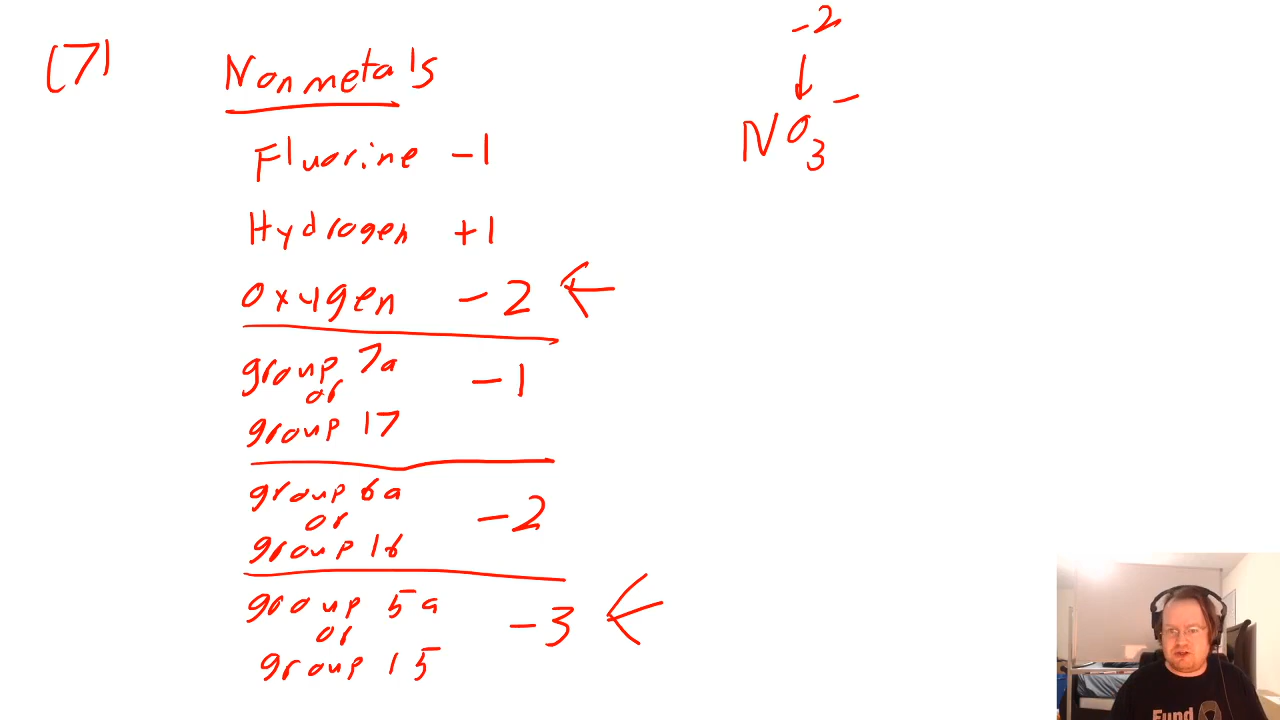 (7)
Nonmetals
Fluorine -1
Hydrogen +1
Oxygen -2
group 7a
or
-1
group 17
group 6a
or
-2
group 16
group 5a
or
-3
group 15
-2
NO₃⁻
Fund